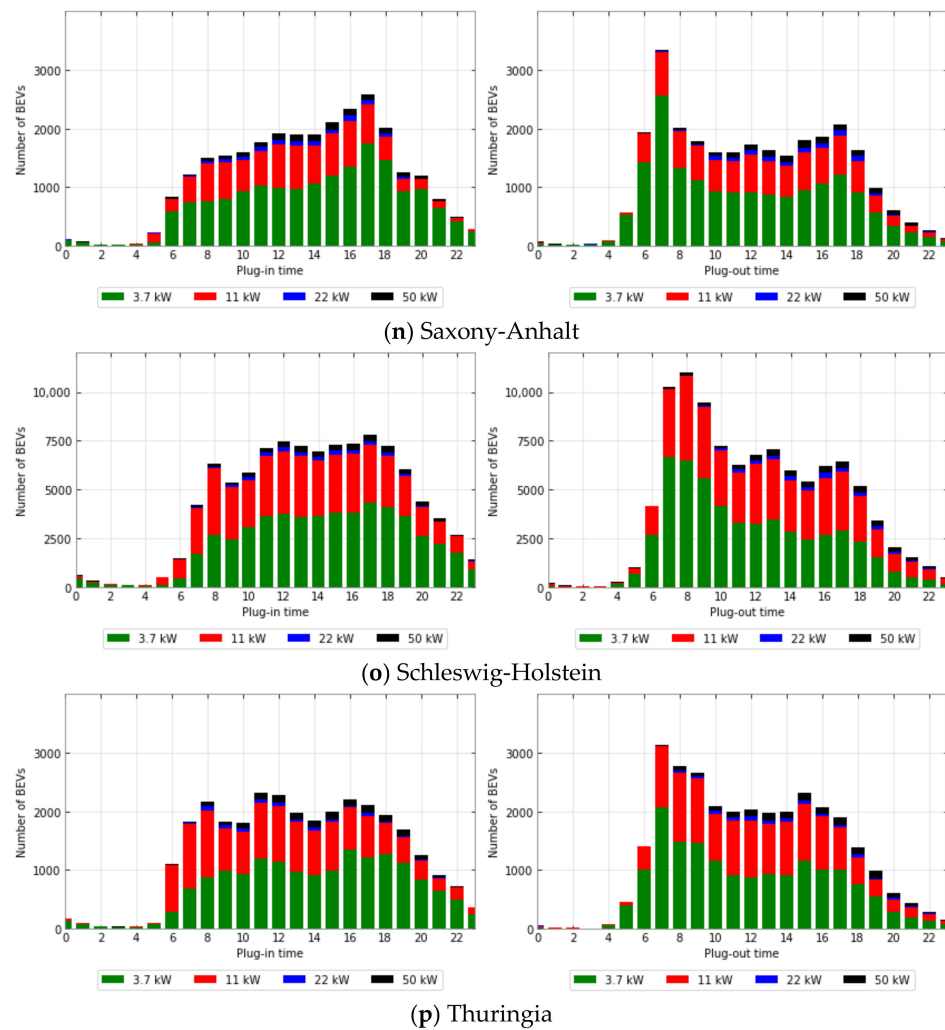 Number of BEVs
3000
2000
1000
0
0 2 4 6 8 10 12 14 16 18 20 22
Plug-in time
3.7 kW 11 kW 22 kW 50 kW
Number of BEVs
3000
2000
1000
0
0 2 4 6 8 10 12 14 16 18 20 22
Plug-out time
3.7 kW 11 kW 22 kW 50 kW
(n) Saxony-Anhalt
Number of BEVs
10,000
7500
5000
2500
0
0 2 4 6 8 10 12 14 16 18 20 22
Plug-in time
3.7 kW 11 kW 22 kW 50 kW
Number of BEVs
10,000
7500
5000
2500
0
0 2 4 6 8 10 12 14 16 18 20 22
Plug-out time
3.7 kW 11 kW 22 kW 50 kW
(o) Schleswig-Holstein
Number of BEVs
3000
2000
1000
0
0 2 4 6 8 10 12 14 16 18 20 22
Plug-in time
3.7 kW 11 kW 22 kW 50 kW
Number of BEVs
3000
2000
1000
0
0 2 4 6 8 10 12 14 16 18 20 22
Plug-out time
3.7 kW 11 kW 22 kW 50 kW
(p) Thuringia